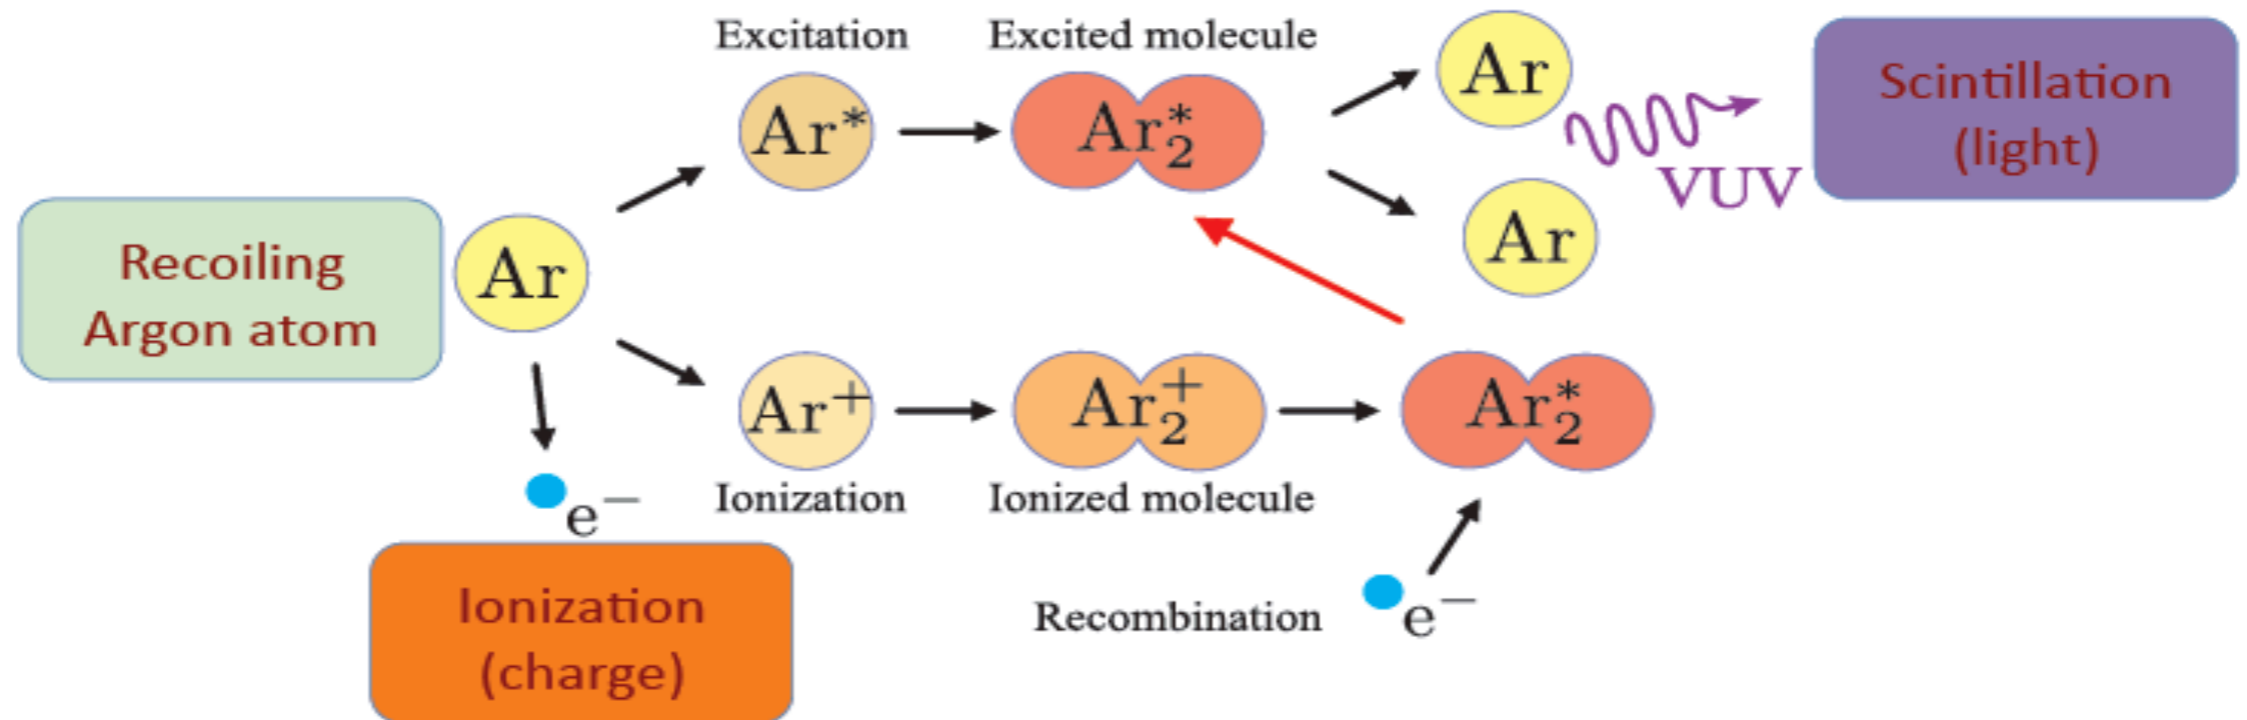 Excitation
Excited molecule
Ar
Scintillation
(light)
Ar*
Ar₂*
VUV
Recoiling
Argon atom
Ar
Ar
Ar⁺
Ar₂⁺
Ar₂*
e⁻
Ionization
Ionized molecule
Ionization
(charge)
Recombination
e⁻